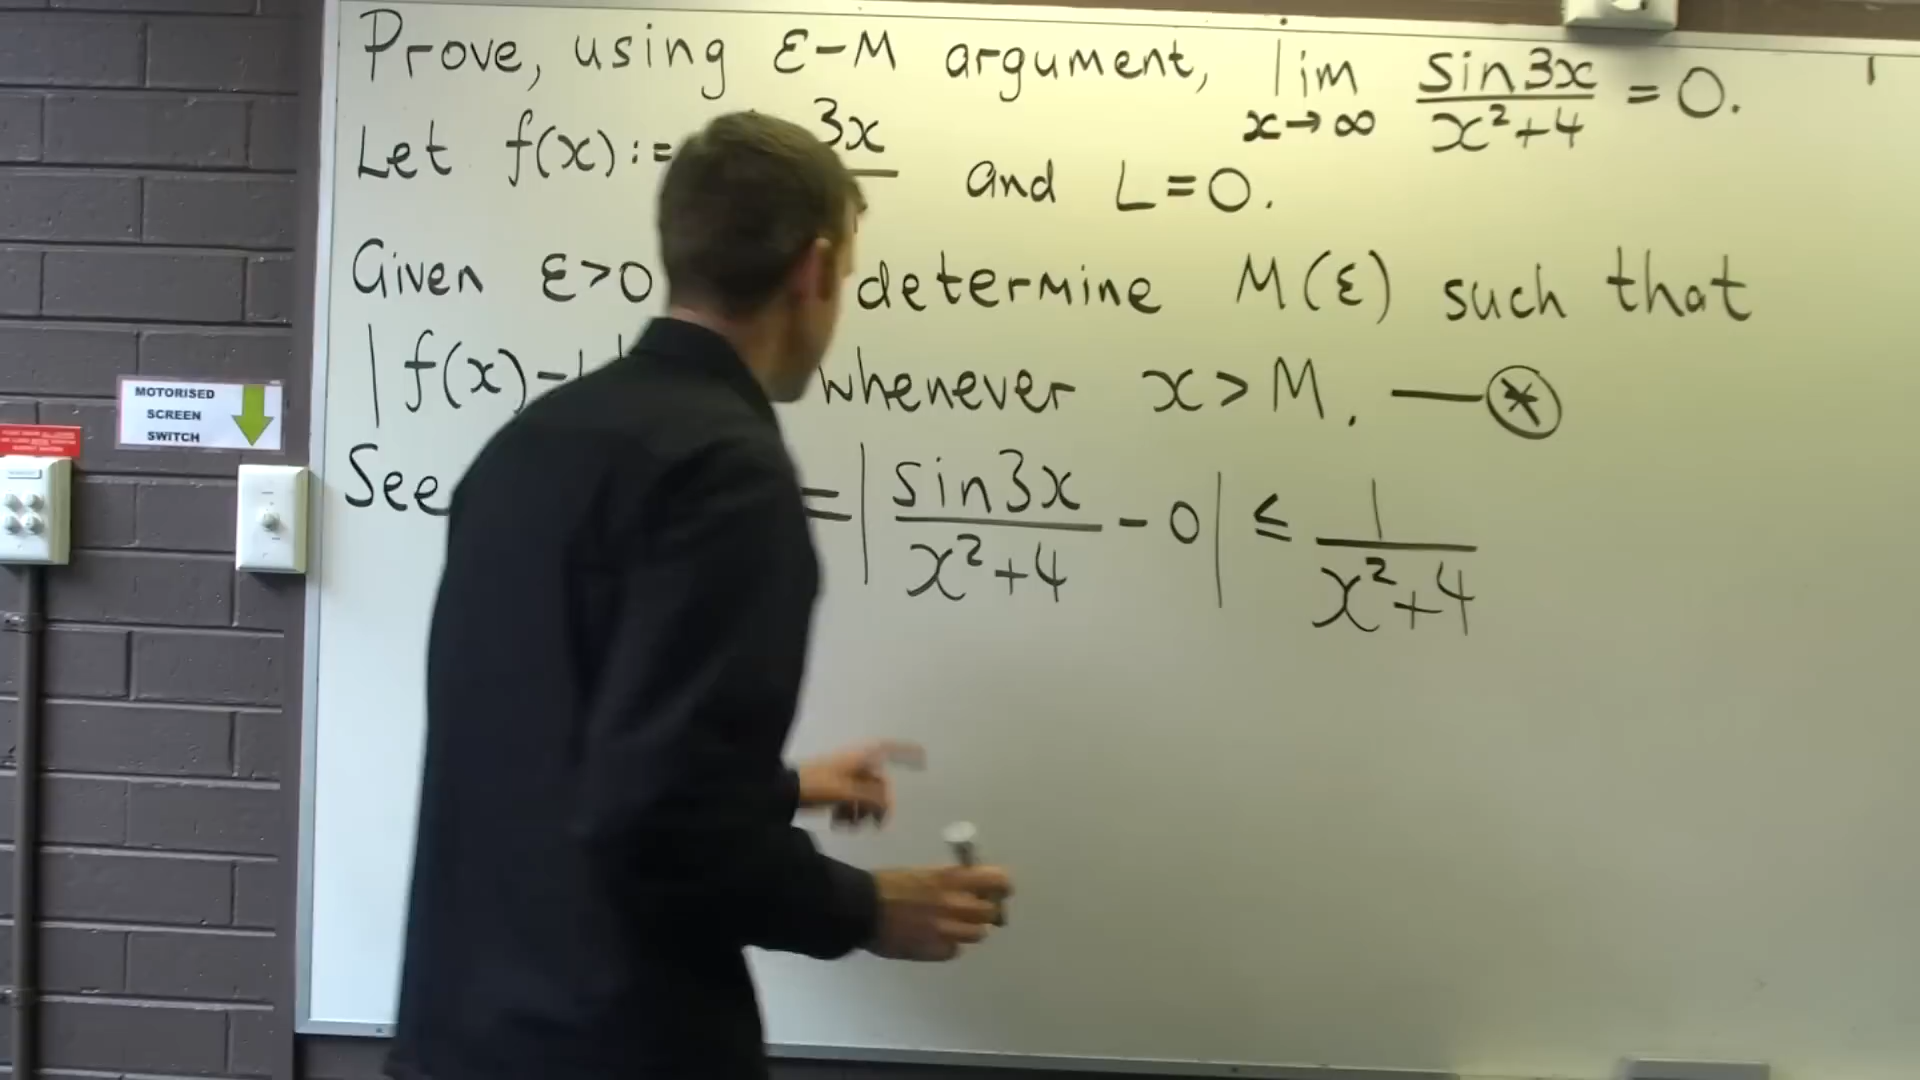 Prove, using ε-M argument, lim x→∞ sin3x / x²+4 = 0.
Let f(x) := 3x and L=0.
Given ε>0 determine M(ε) such that
|f(x)- whenever x>M. —⊛
See = | sin3x / x²+4 - 0 | ≤ 1 / x²+4
MOTORISED
SCREEN
SWITCH